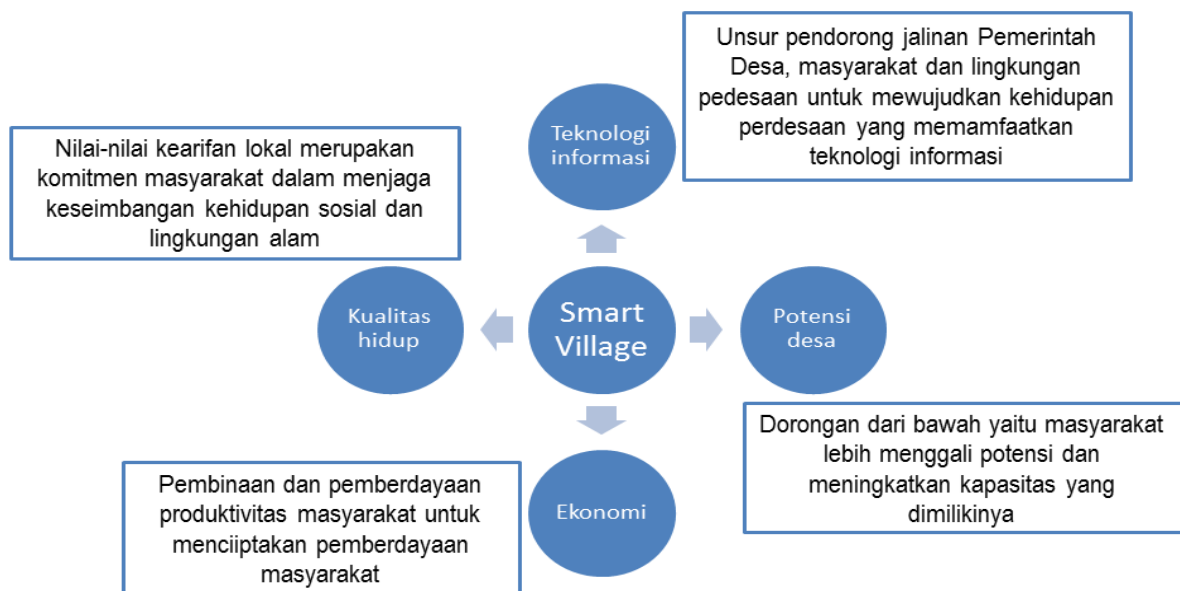 Unsur pendorong jalinan Pemerintah
Desa, masyarakat dan lingkungan
pedesaan untuk mewujudkan kehidupan
perdesaan yang memamfaatkan
teknologi informasi
Teknologi
informasi
Nilai-nilai kearifan lokal merupakan
komitmen masyarakat dalam menjaga
keseimbangan kehidupan sosial dan
lingkungan alam
Kualitas
hidup
Smart
Village
Potensi
desa
Dorongan dari bawah yaitu masyarakat
lebih menggali potensi dan
meningkatkan kapasitas yang
dimilikinya
Pembinaan dan pemberdayaan
produktivitas masyarakat untuk
menciiptakan pemberdayaan
masyarakat
Ekonomi